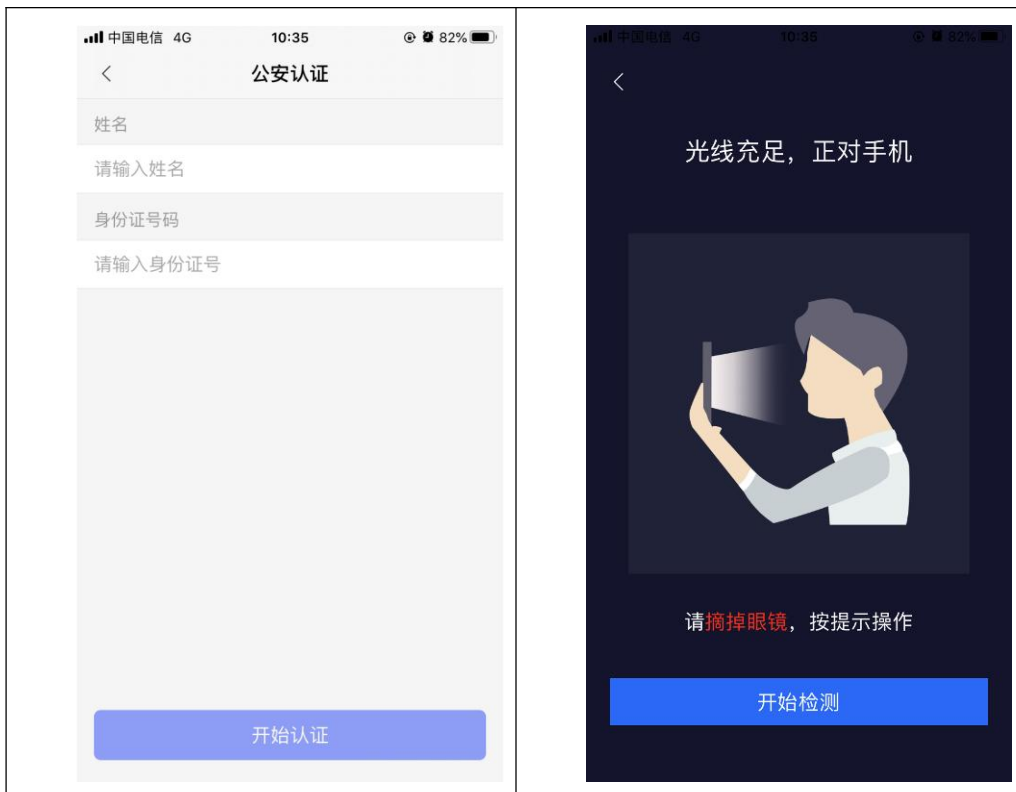 中国电信 4G 10:35 82%
公安认证
姓名
请输入姓名
身份证号码
请输入身份证号
开始认证
中国电信 4G 10:35 82%
光线充足，正对手机
请摘掉眼镜，按提示操作
开始检测